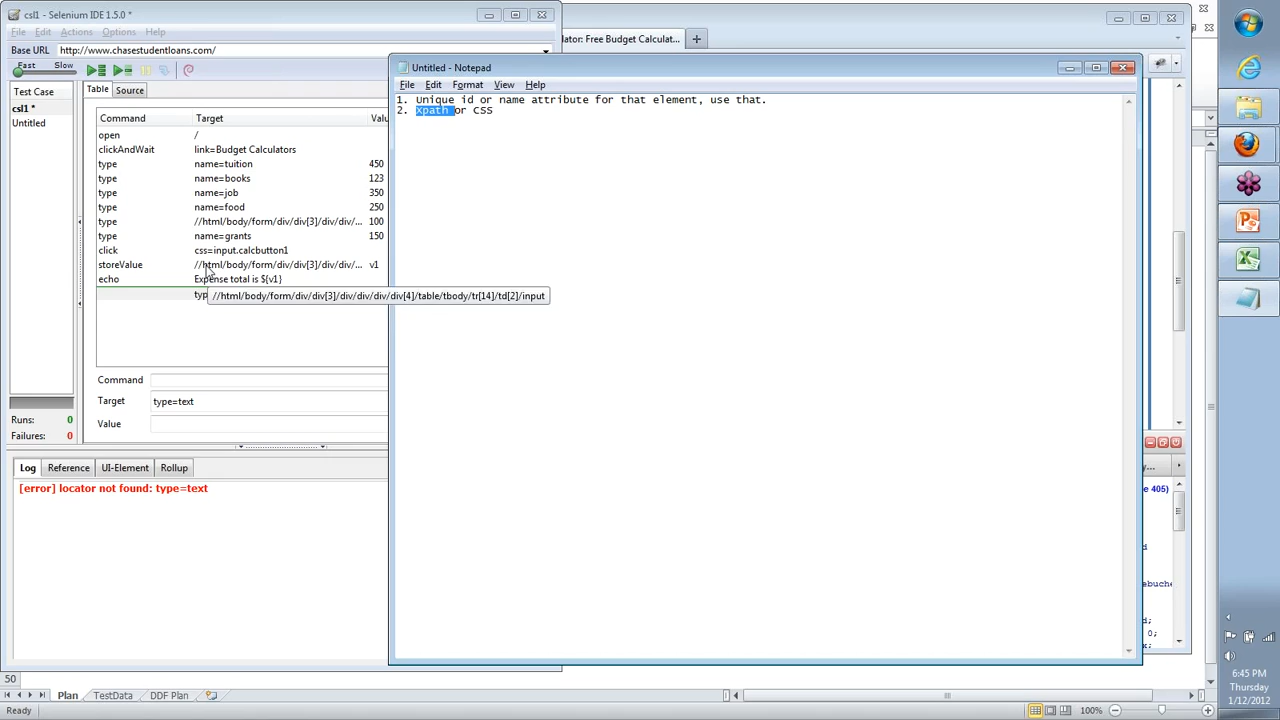 csl1 - Selenium IDE 1.5.0 *
File Edit Actions Options Help
Base URL http://www.chasestudentloans.com/
Fast Slow
Test Case
csl1 *
Untitled
Table Source
Command Target Valu
open /
clickAndWait link=Budget Calculators
type name=tuition 450
type name=books 123
type name=job 350
type name=food 250
type //html/body/form/div/div[3]/div/div/... 100
type name=grants 150
click css=input.calcbutton1
storeValue //html/body/form/div/div[3]/div/div/... v1
echo Expense total is ${v1}
typ
//html/body/form/div/div[3]/div/div/div/div[4]/table/tbody/tr[14]/td[2]/input
Command
Target type=text
Value
Runs: 0
Failures: 0
Log Reference UI-Element Rollup
[error] locator not found: type=text
lator: Free Budget Calculat...
Untitled - Notepad
File Edit Format View Help
1. Unique id or name attribute for that element, use that.
2. Xpath or CSS
y...
e 405)
d
ebuche
d;
0;
x;
50
Plan TestData DDF Plan
Ready
100%
6:45 PM
Thursday
1/12/2012